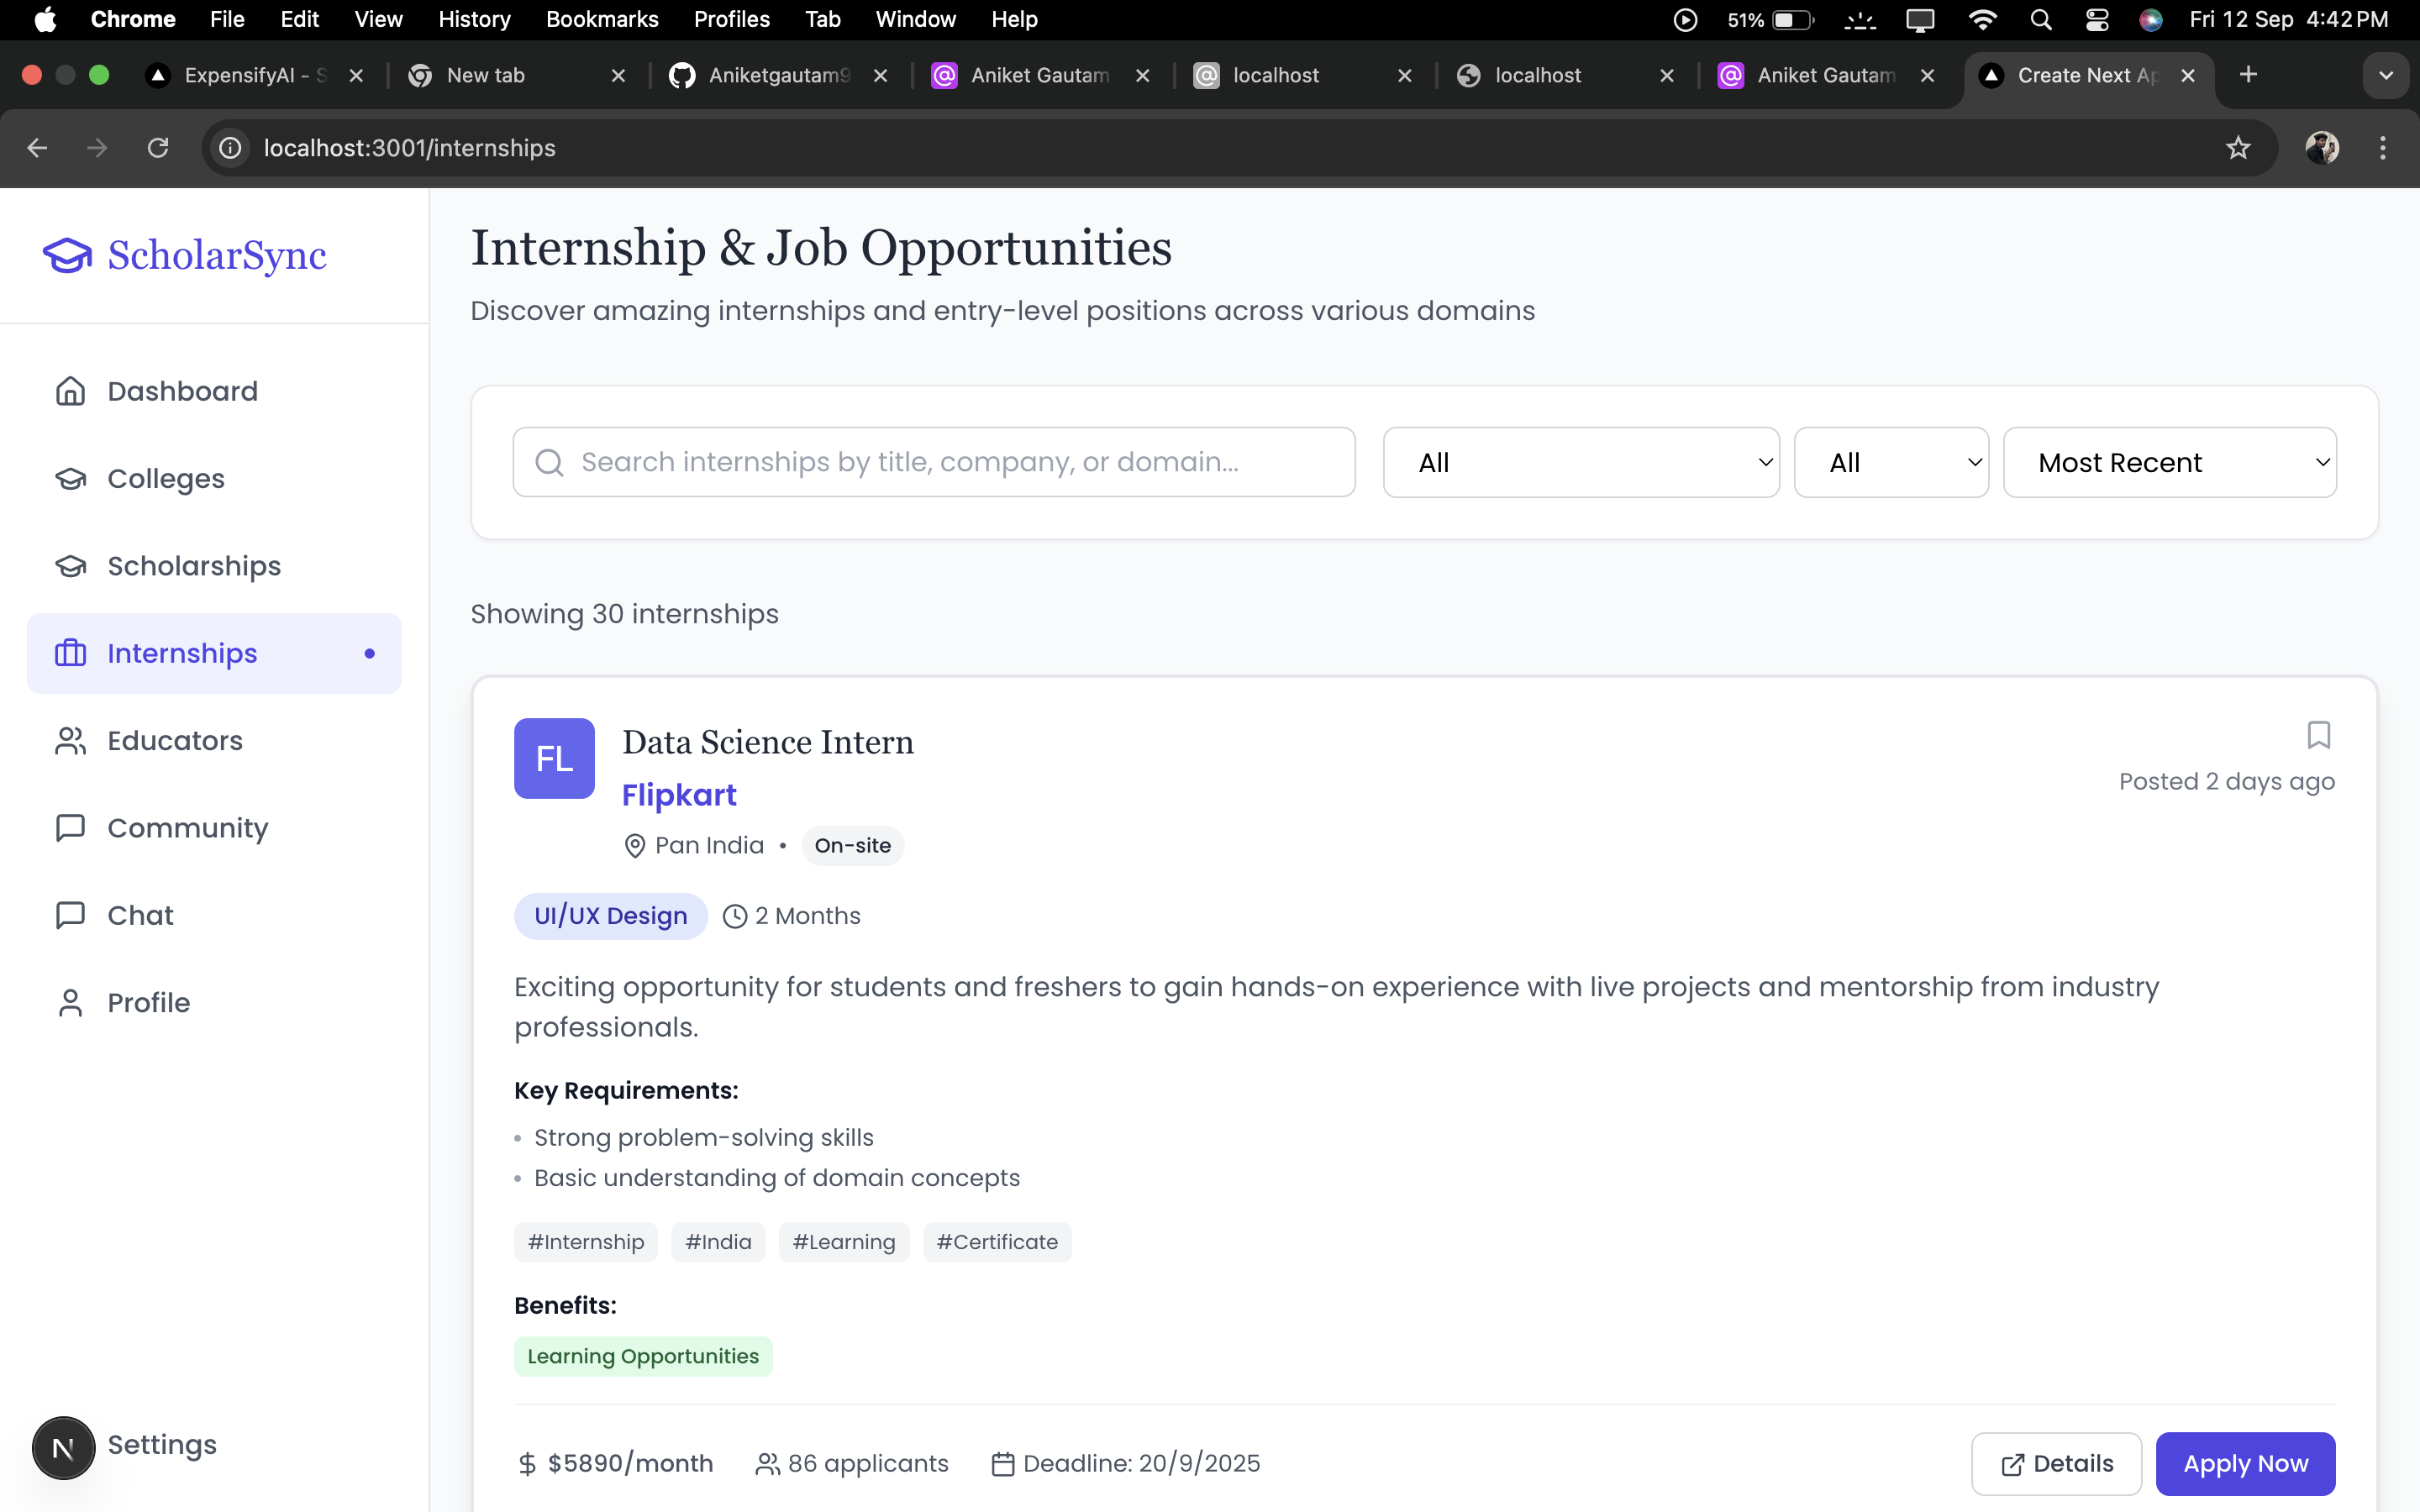 Chrome File Edit View History Bookmarks Profiles Tab Window Help 51% Fri 12 Sep 4:42 PM
ExpensifyAI - S New tab Aniketgautam9 Aniket Gautam localhost localhost Aniket Gautam Create Next Ap
localhost:3001/internships
ScholarSync
Dashboard
Colleges
Scholarships
Internships
Educators
Community
Chat
Profile
N Settings
Internship & Job Opportunities
Discover amazing internships and entry-level positions across various domains
Search internships by title, company, or domain... All All Most Recent
Showing 30 internships
FL Data Science Intern
Flipkart
Posted 2 days ago
Pan India • On-site
UI/UX Design 2 Months
Exciting opportunity for students and freshers to gain hands-on experience with live projects and mentorship from industry
professionals.
Key Requirements:
• Strong problem-solving skills
• Basic understanding of domain concepts
#Internship #India #Learning #Certificate
Benefits:
Learning Opportunities
$ $5890/month 86 applicants Deadline: 20/9/2025 Details Apply Now